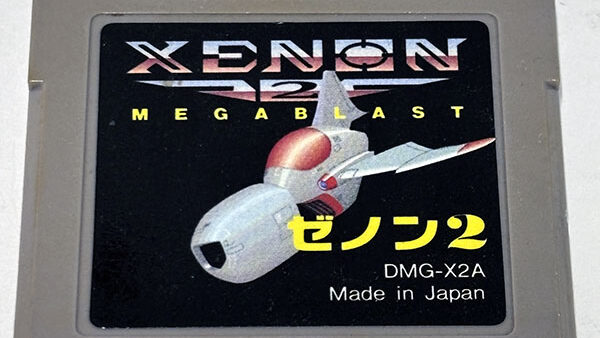 XENON
2
MEGABLAST
ゼノン2
DMG-X2A
Made in Japan